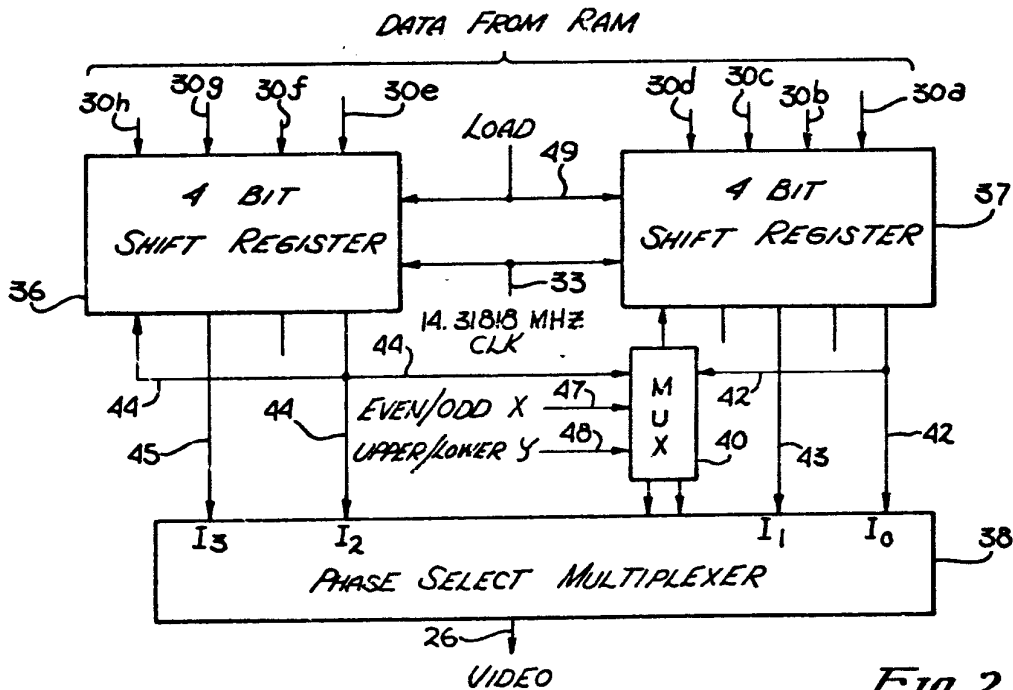 DATA FROM RAM
30h 30g 30f 30e 30d 30c 30b 30a
LOAD
49
4 BIT
SHIFT REGISTER
4 BIT
SHIFT REGISTER
37
36
33
14.31818 MHZ
CLK
44
44
44
45
EVEN/ODD X
47
UPPER/LOWER Y
48
MUX
40
42
43
42
I3
I2
I1
I0
38
PHASE SELECT MULTIPLEXER
26
VIDEO
FIG. 2